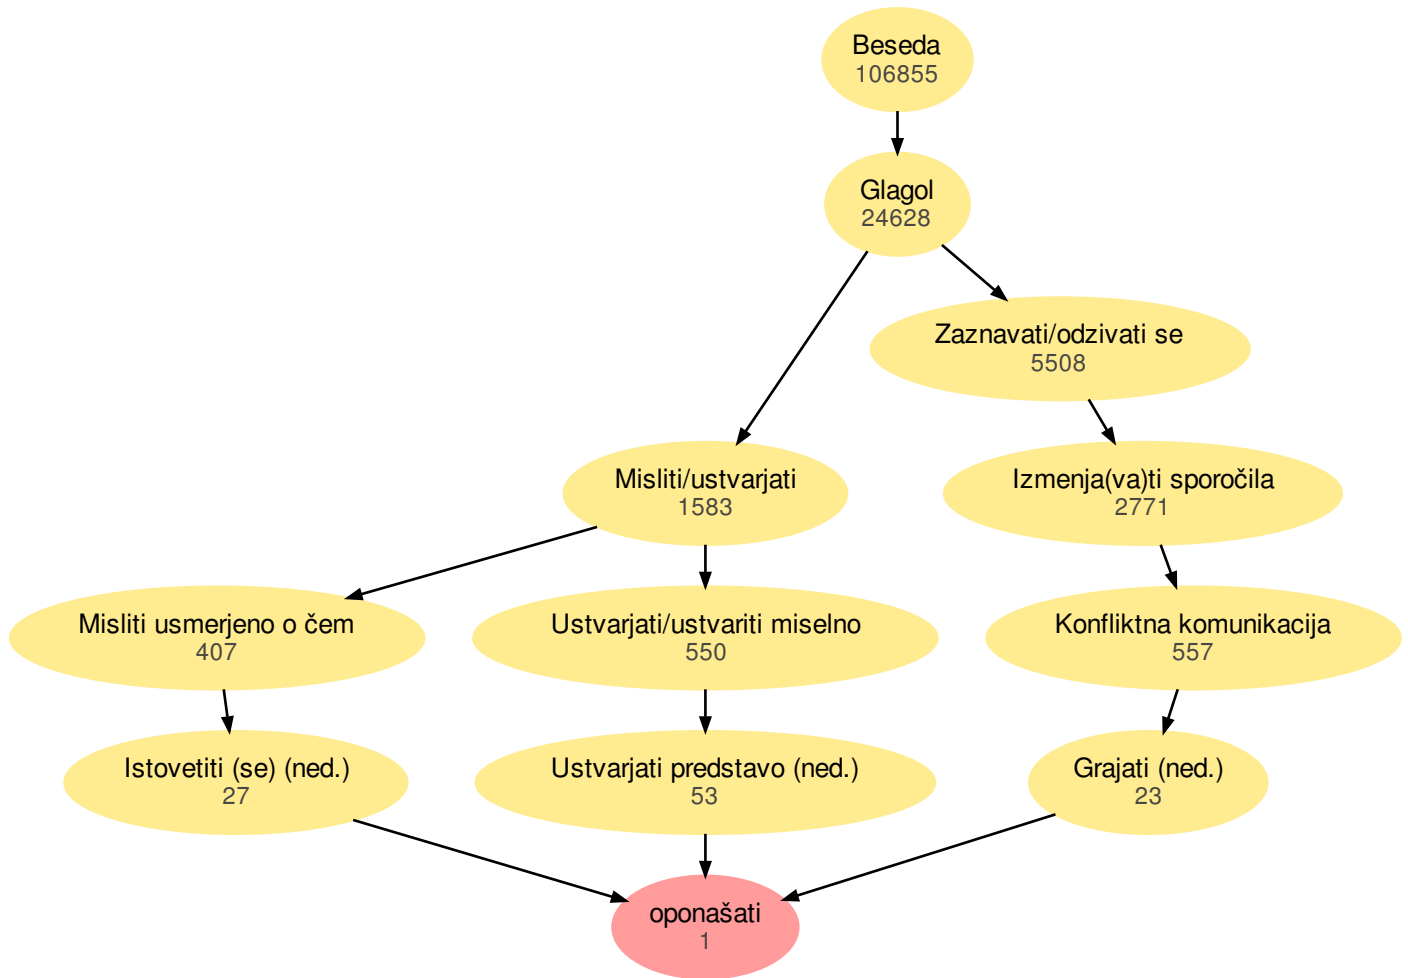 Beseda
106855
Glagol
24628
Zaznavati/odzivati se
5508
Misliti/ustvarjati
1583
Izmenja(va)ti sporočila
2771
Misliti usmerjeno o čem
407
Ustvarjati/ustvariti miselno
550
Konfliktna komunikacija
557
Istovetiti (se) (ned.)
27
Ustvarjati predstavo (ned.)
53
Grajati (ned.)
23
oponašati
1